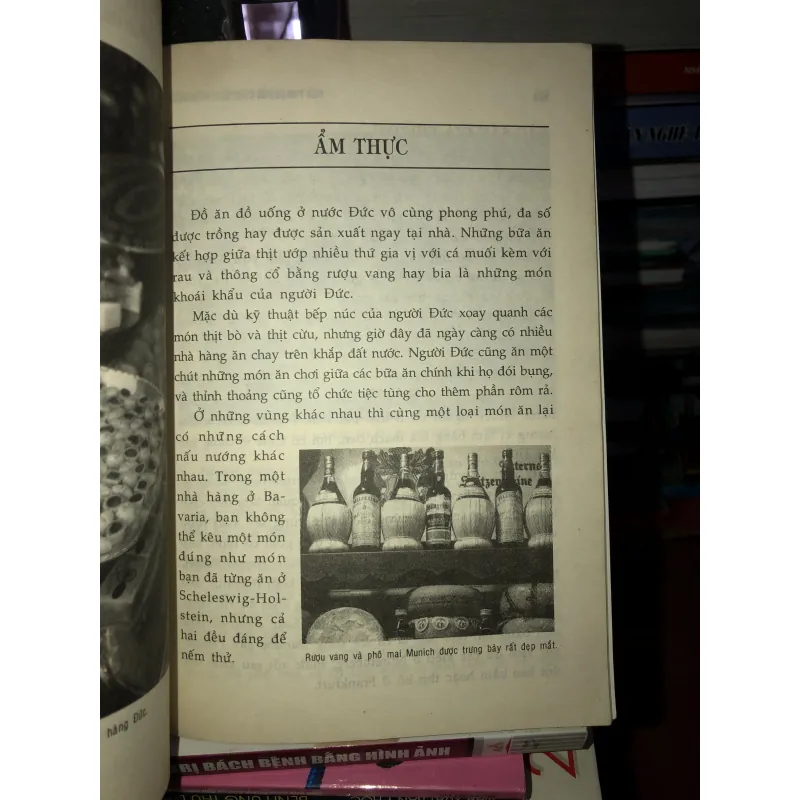 ẨM THỰC
Đồ ăn đồ uống ở nước Đức vô cùng phong phú, đa số
được trồng hay được sản xuất ngay tại nhà. Những bữa ăn
kết hợp giữa thịt ướp nhiều thứ gia vị với cá muối kèm với
rau và thông cổ bằng rượu vang hay bia là những món
khoái khẩu của người Đức.
Mặc dù kỹ thuật bếp núc của người Đức xoay quanh các
món thịt bò và thịt cừu, nhưng giờ đây đã ngày càng có nhiều
nhà hàng ăn chay trên khắp đất nước. Người Đức cũng ăn một
chút những món ăn chơi giữa các bữa ăn chính khi họ đói bụng,
và thỉnh thoảng cũng tổ chức tiệc tùng cho thêm phần rôm rả.
Ở những vùng khác nhau thì cùng một loại món ăn lại
có những cách
nấu nướng khác
nhau. Trong một
nhà hàng ở Ba-
varia, bạn không
thể kêu một món
đúng như món
bạn đã từng ăn ở
Scheleswig-Hol-
stein, nhưng cả
hai đều đáng để
nếm thử.
Rượu vang và phô mai Munich được trưng bày rất đẹp mắt.
hàng Đức.
RỊ BÁCH BỆNH BẰNG HÌNH ẢNH
BỆNH UNG THƯ